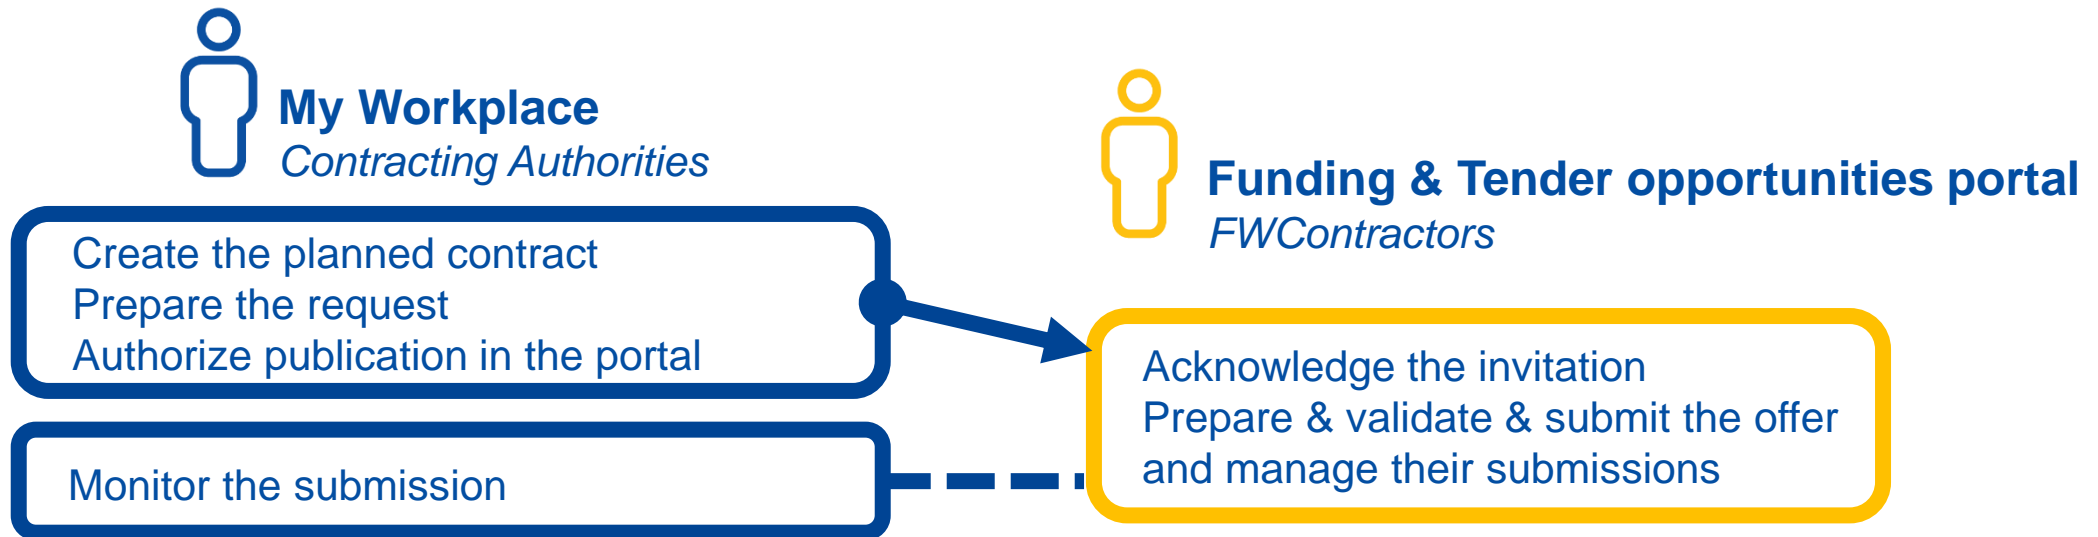 My Workplace
Contracting Authorities
Create the planned contract
Prepare the request
Authorize publication in the portal
Monitor the submission
Funding & Tender opportunities portal
FWContractors
Acknowledge the invitation
Prepare & validate & submit the offer
and manage their submissions